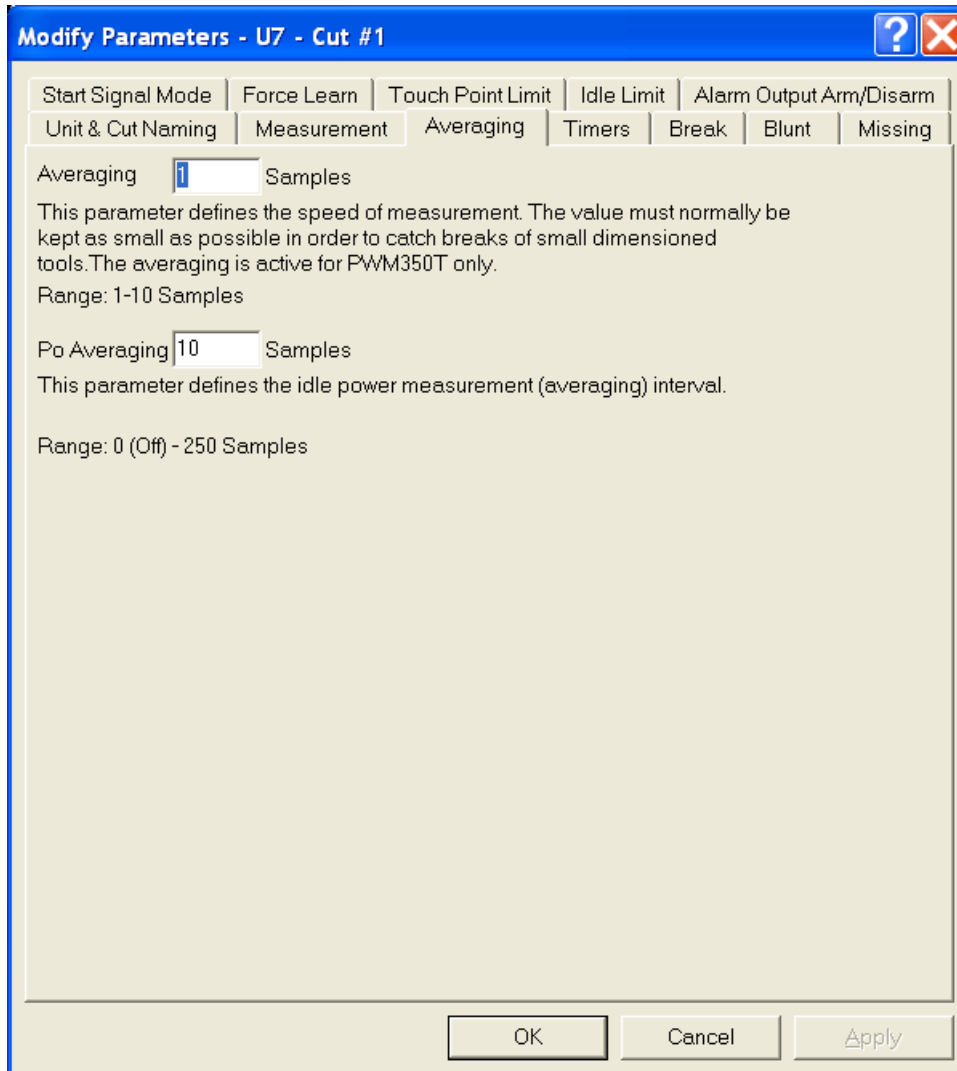 Modify Parameters - U7 - Cut #1
Start Signal Mode Force Learn Touch Point Limit Idle Limit Alarm Output Arm/Disarm
Unit & Cut Naming Measurement Averaging Timers Break Blunt Missing
Averaging 1 Samples
This parameter defines the speed of measurement. The value must normally be
kept as small as possible in order to catch breaks of small dimensioned
tools.The averaging is active for PWM350T only.
Range: 1-10 Samples
Po Averaging 10 Samples
This parameter defines the idle power measurement (averaging) interval.
Range: 0 (Off) - 250 Samples
OK Cancel Apply